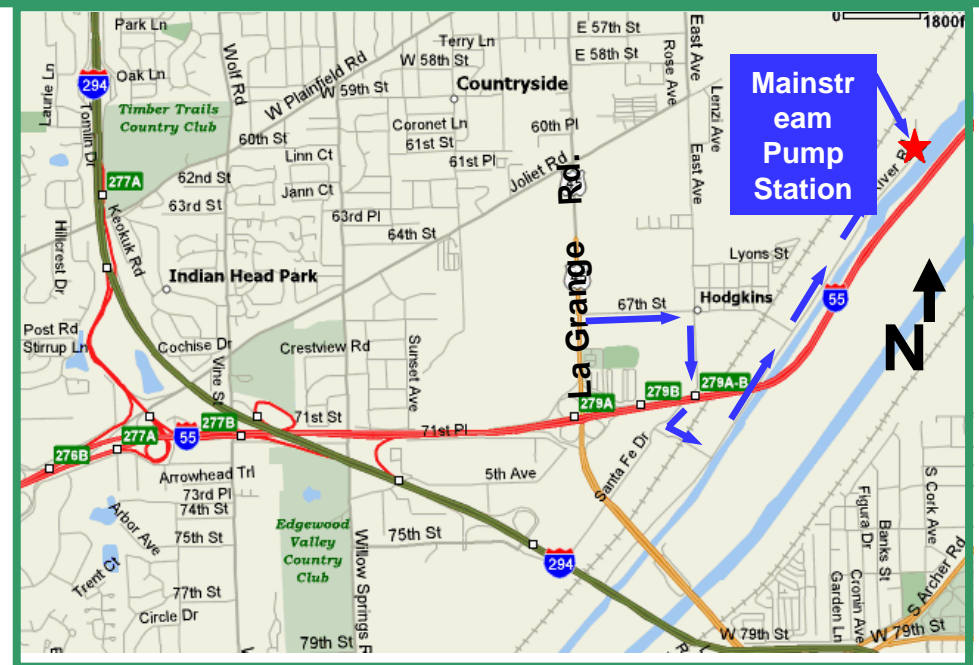 Park Ln
Oak Ln
Laurie Ln
294
Tomlin Dr
Timber Trails
Country Club
Wolf Rd
W Plainfield Rd
Terry Ln
W 58th St
W 59th St
Countryside
Coronet Ln
61st St
61st Pl
60th St
Linn Ct
62nd St
Jann Ct
63rd St
63rd Pl
64th St
Joliet Rd
E 57th St
E 58th St
60th Pl
Rose Ave
East Ave
Lenzi Ave
East Ave
0 1800f
Mainstr
eam
Pump
Station
River R
La Grange Rd.
277A
Keokuk Rd
Hillcrest Dr
Indian Head Park
Lyons St
67th St
Hodgkins
55
N
Post Rd
Stirrup Ln
Cochise Dr
Vine St
Crestview Rd
Sunset Ave
279A
279B
279A-B
71st St
71st Pl
277B
55
277A
276B
Arrowhead Trl
73rd Pl
74th St
75th St
Arbor Ave
Trent Ct
77th St
Circle Dr
Edgewood
Valley
Country
Club
Willow Springs R
79th St
75th St
5th Ave
Santa Fe Dr
294
S Cork Ave
Figura Dr
Banks St
Cronin Ave
Garden Ln
S Archer Rd
W 79th St
W 79th St